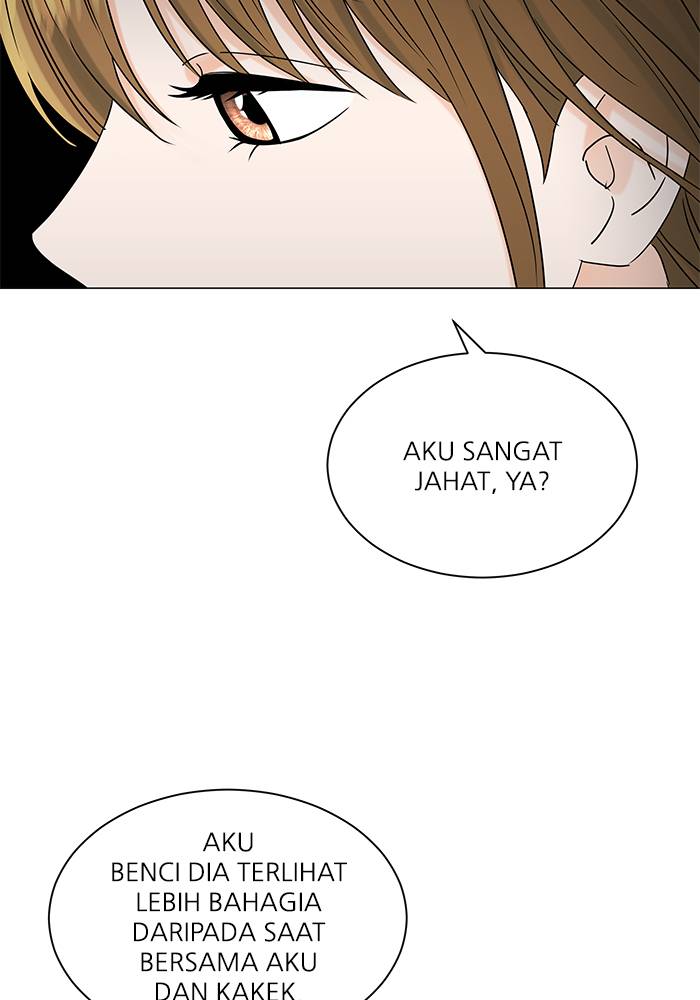 AKU SANGAT
JAHAT, YA?
AKU
BENCI DIA TERLIHAT
LEBIH BAHAGIA
DARIPADA SAAT
BERSAMA AKU
DAN KAKEK.